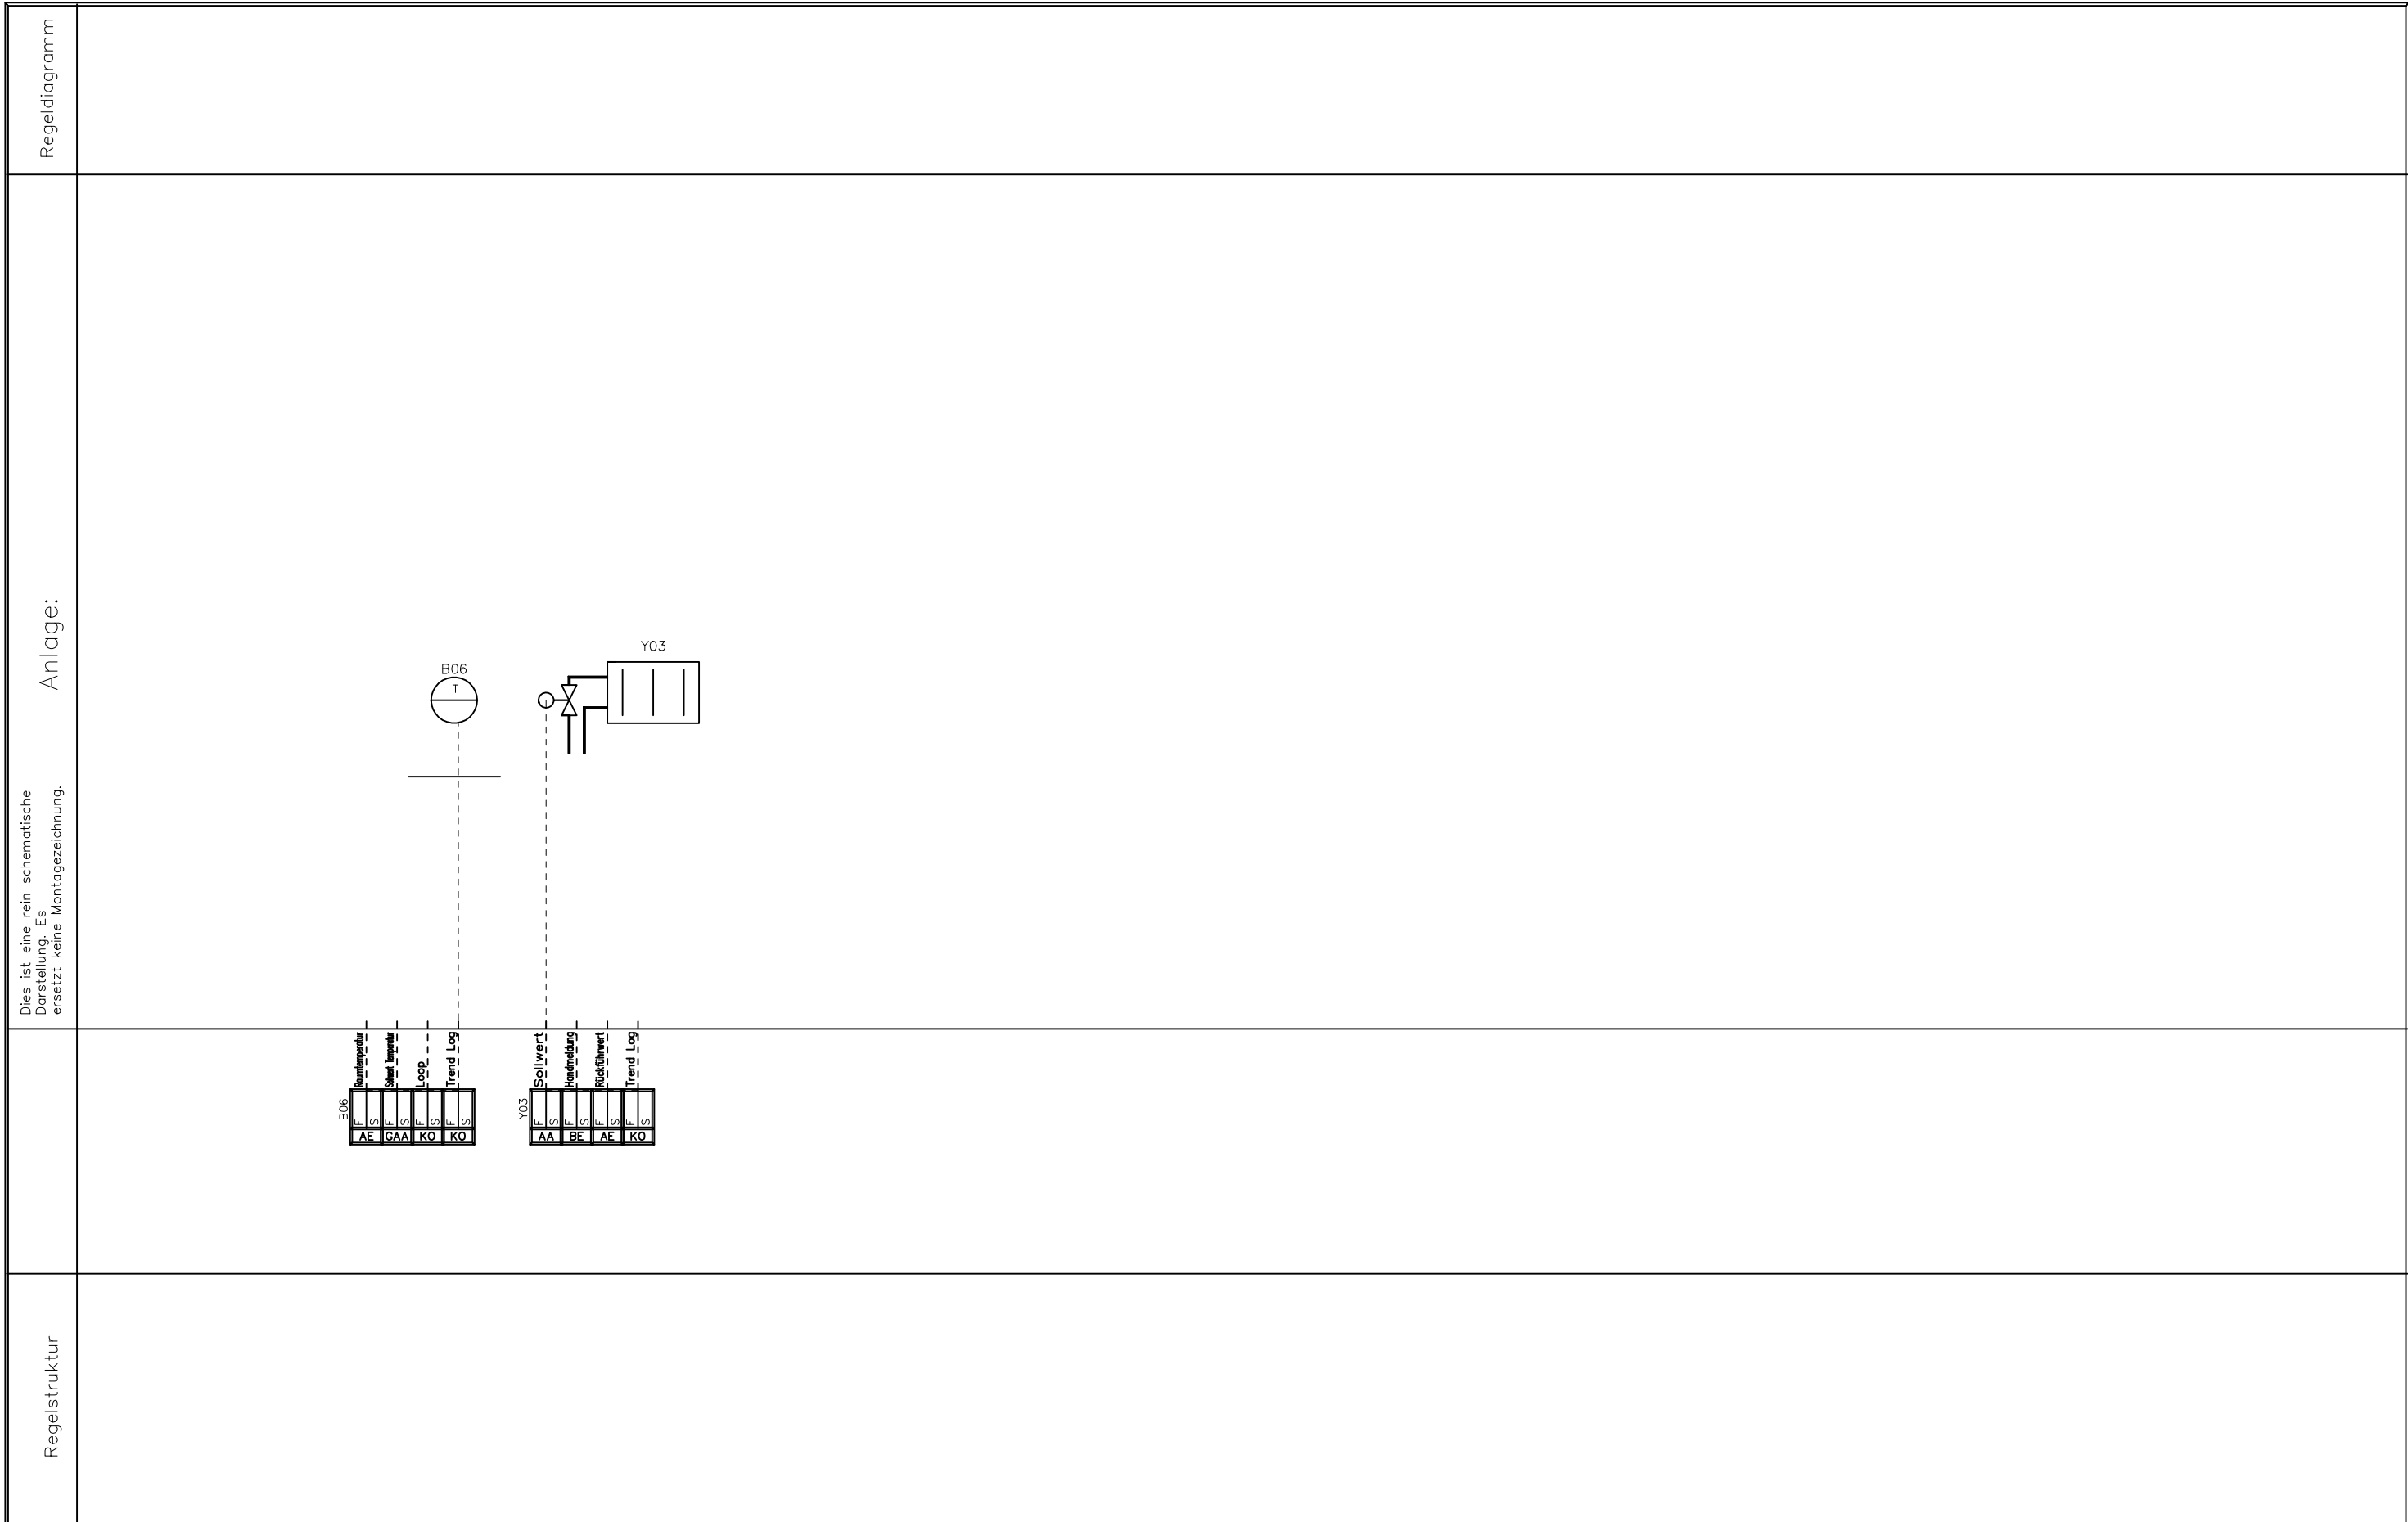 Regeldiagramm
Anlage:
Dies ist eine rein schematische
Darstellung. Es
ersetzt keine Montagezeichnung.
B06
T
Y03
Raumtemperatur
Sollwert Temperatur
Loop
Trend Log
Sollwert
Handmeldung
Rückführwert
Trend Log
B06
F S F S F S F S
AE GAA KO KO
Y03
F S F S F S F S
AA BE AE KO
Regelstruktur